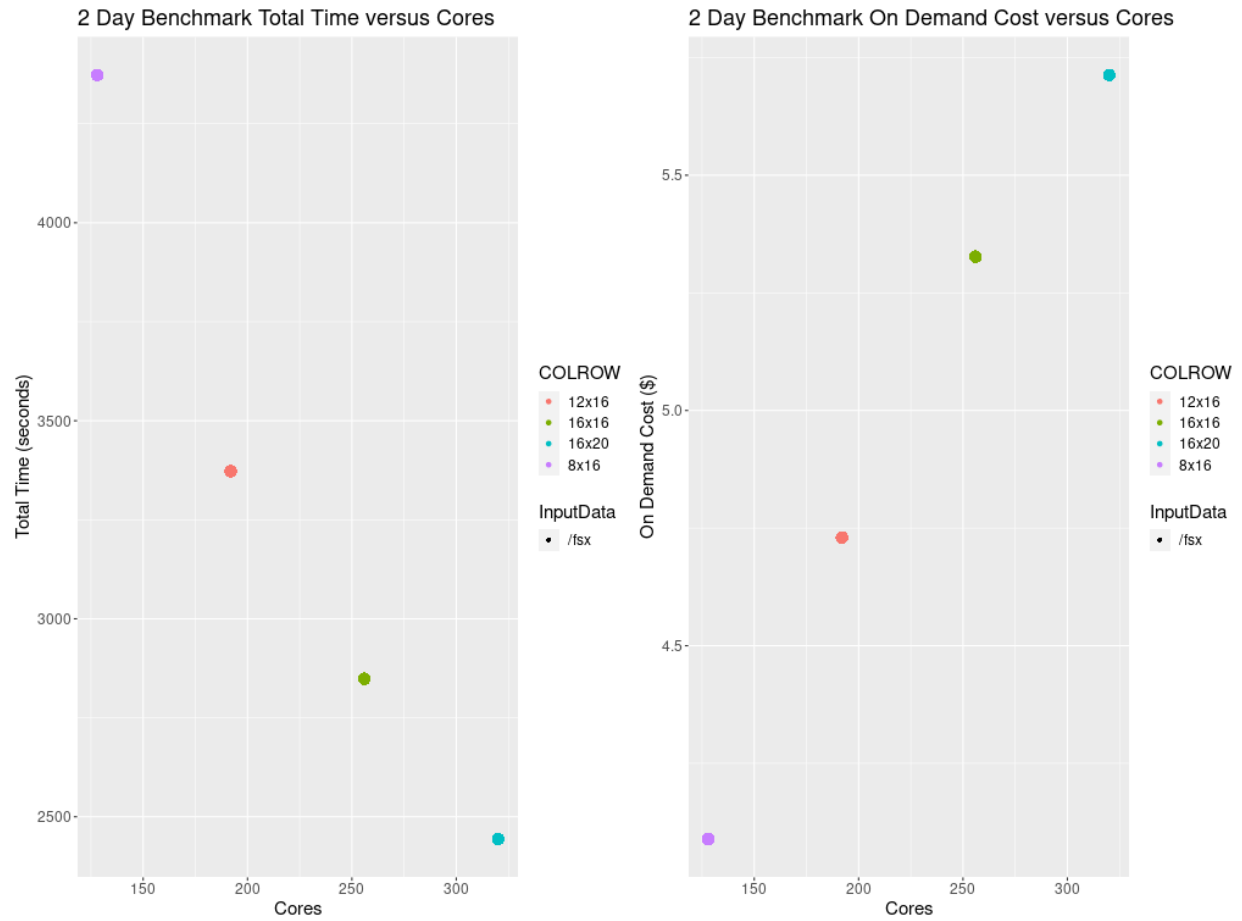 2 Day Benchmark Total Time versus Cores
Total Time (seconds)
4000
3500
3000
2500
150
200
250
300
Cores
COLROW
12x16
16x16
16x20
8x16
InputData
/fsx
2 Day Benchmark On Demand Cost versus Cores
On Demand Cost ($)
5.5
5.0
4.5
150
200
250
300
Cores
COLROW
12x16
16x16
16x20
8x16
InputData
/fsx